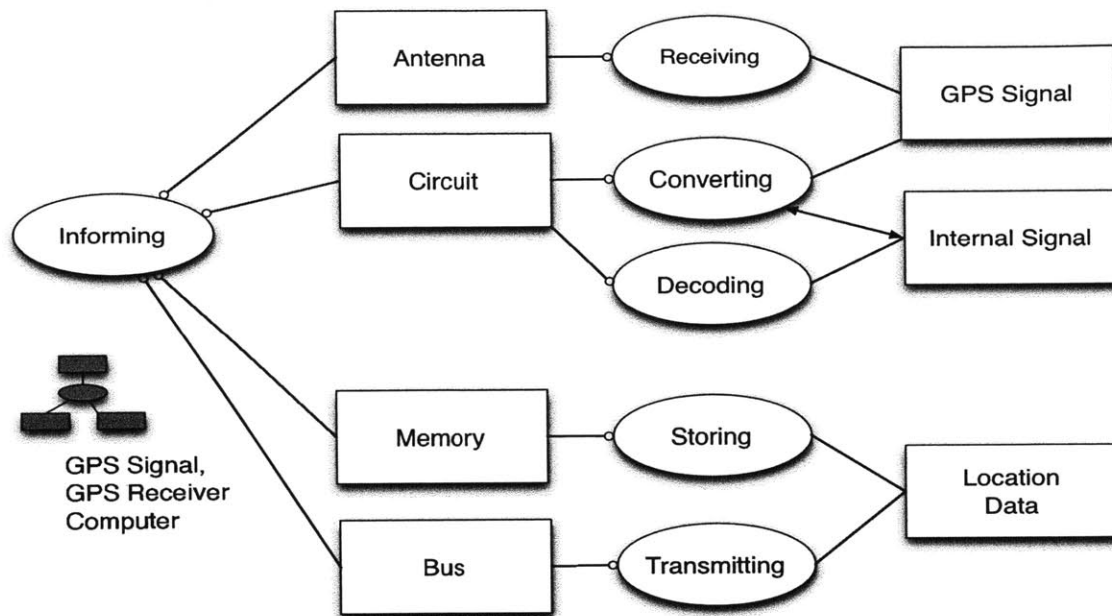 Antenna
Receiving
GPS Signal
Circuit
Converting
Informing
Internal Signal
Decoding
Memory
Storing
GPS Signal,
GPS Receiver
Computer
Location
Data
Bus
Transmitting